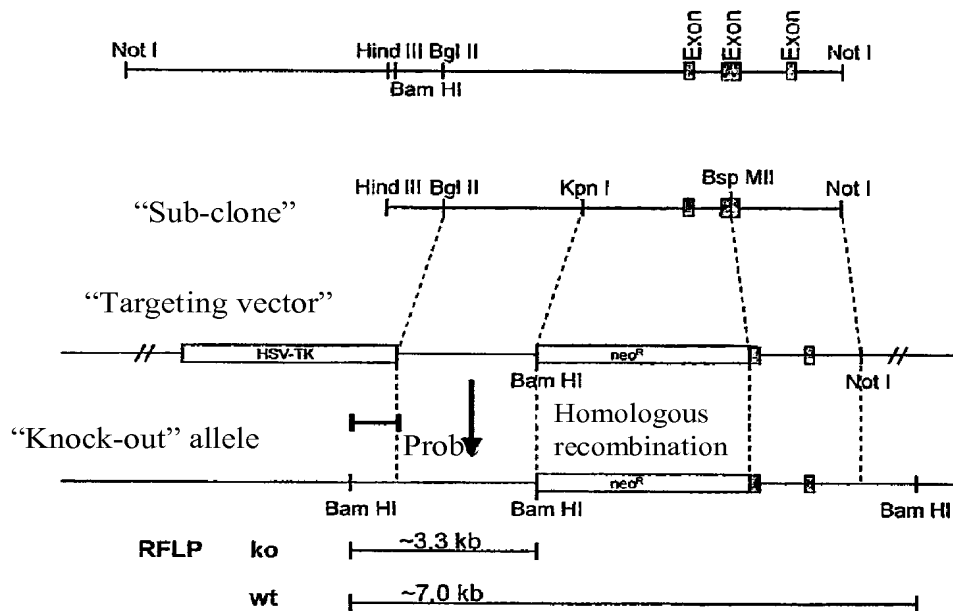 Exon Exon Exon
Not I Hind III Bgl II Not I
Bam HI
Bsp MII
Hind III Bgl II Kpn I Not I
“Sub-clone”
“Targeting vector”
HSV-TK neoR
Bam HI Not I
Homologous
“Knock-out” allele Probe recombination
neoR
Bam HI Bam HI Bam HI
RFLP ko ~3.3 kb
wt ~7.0 kb